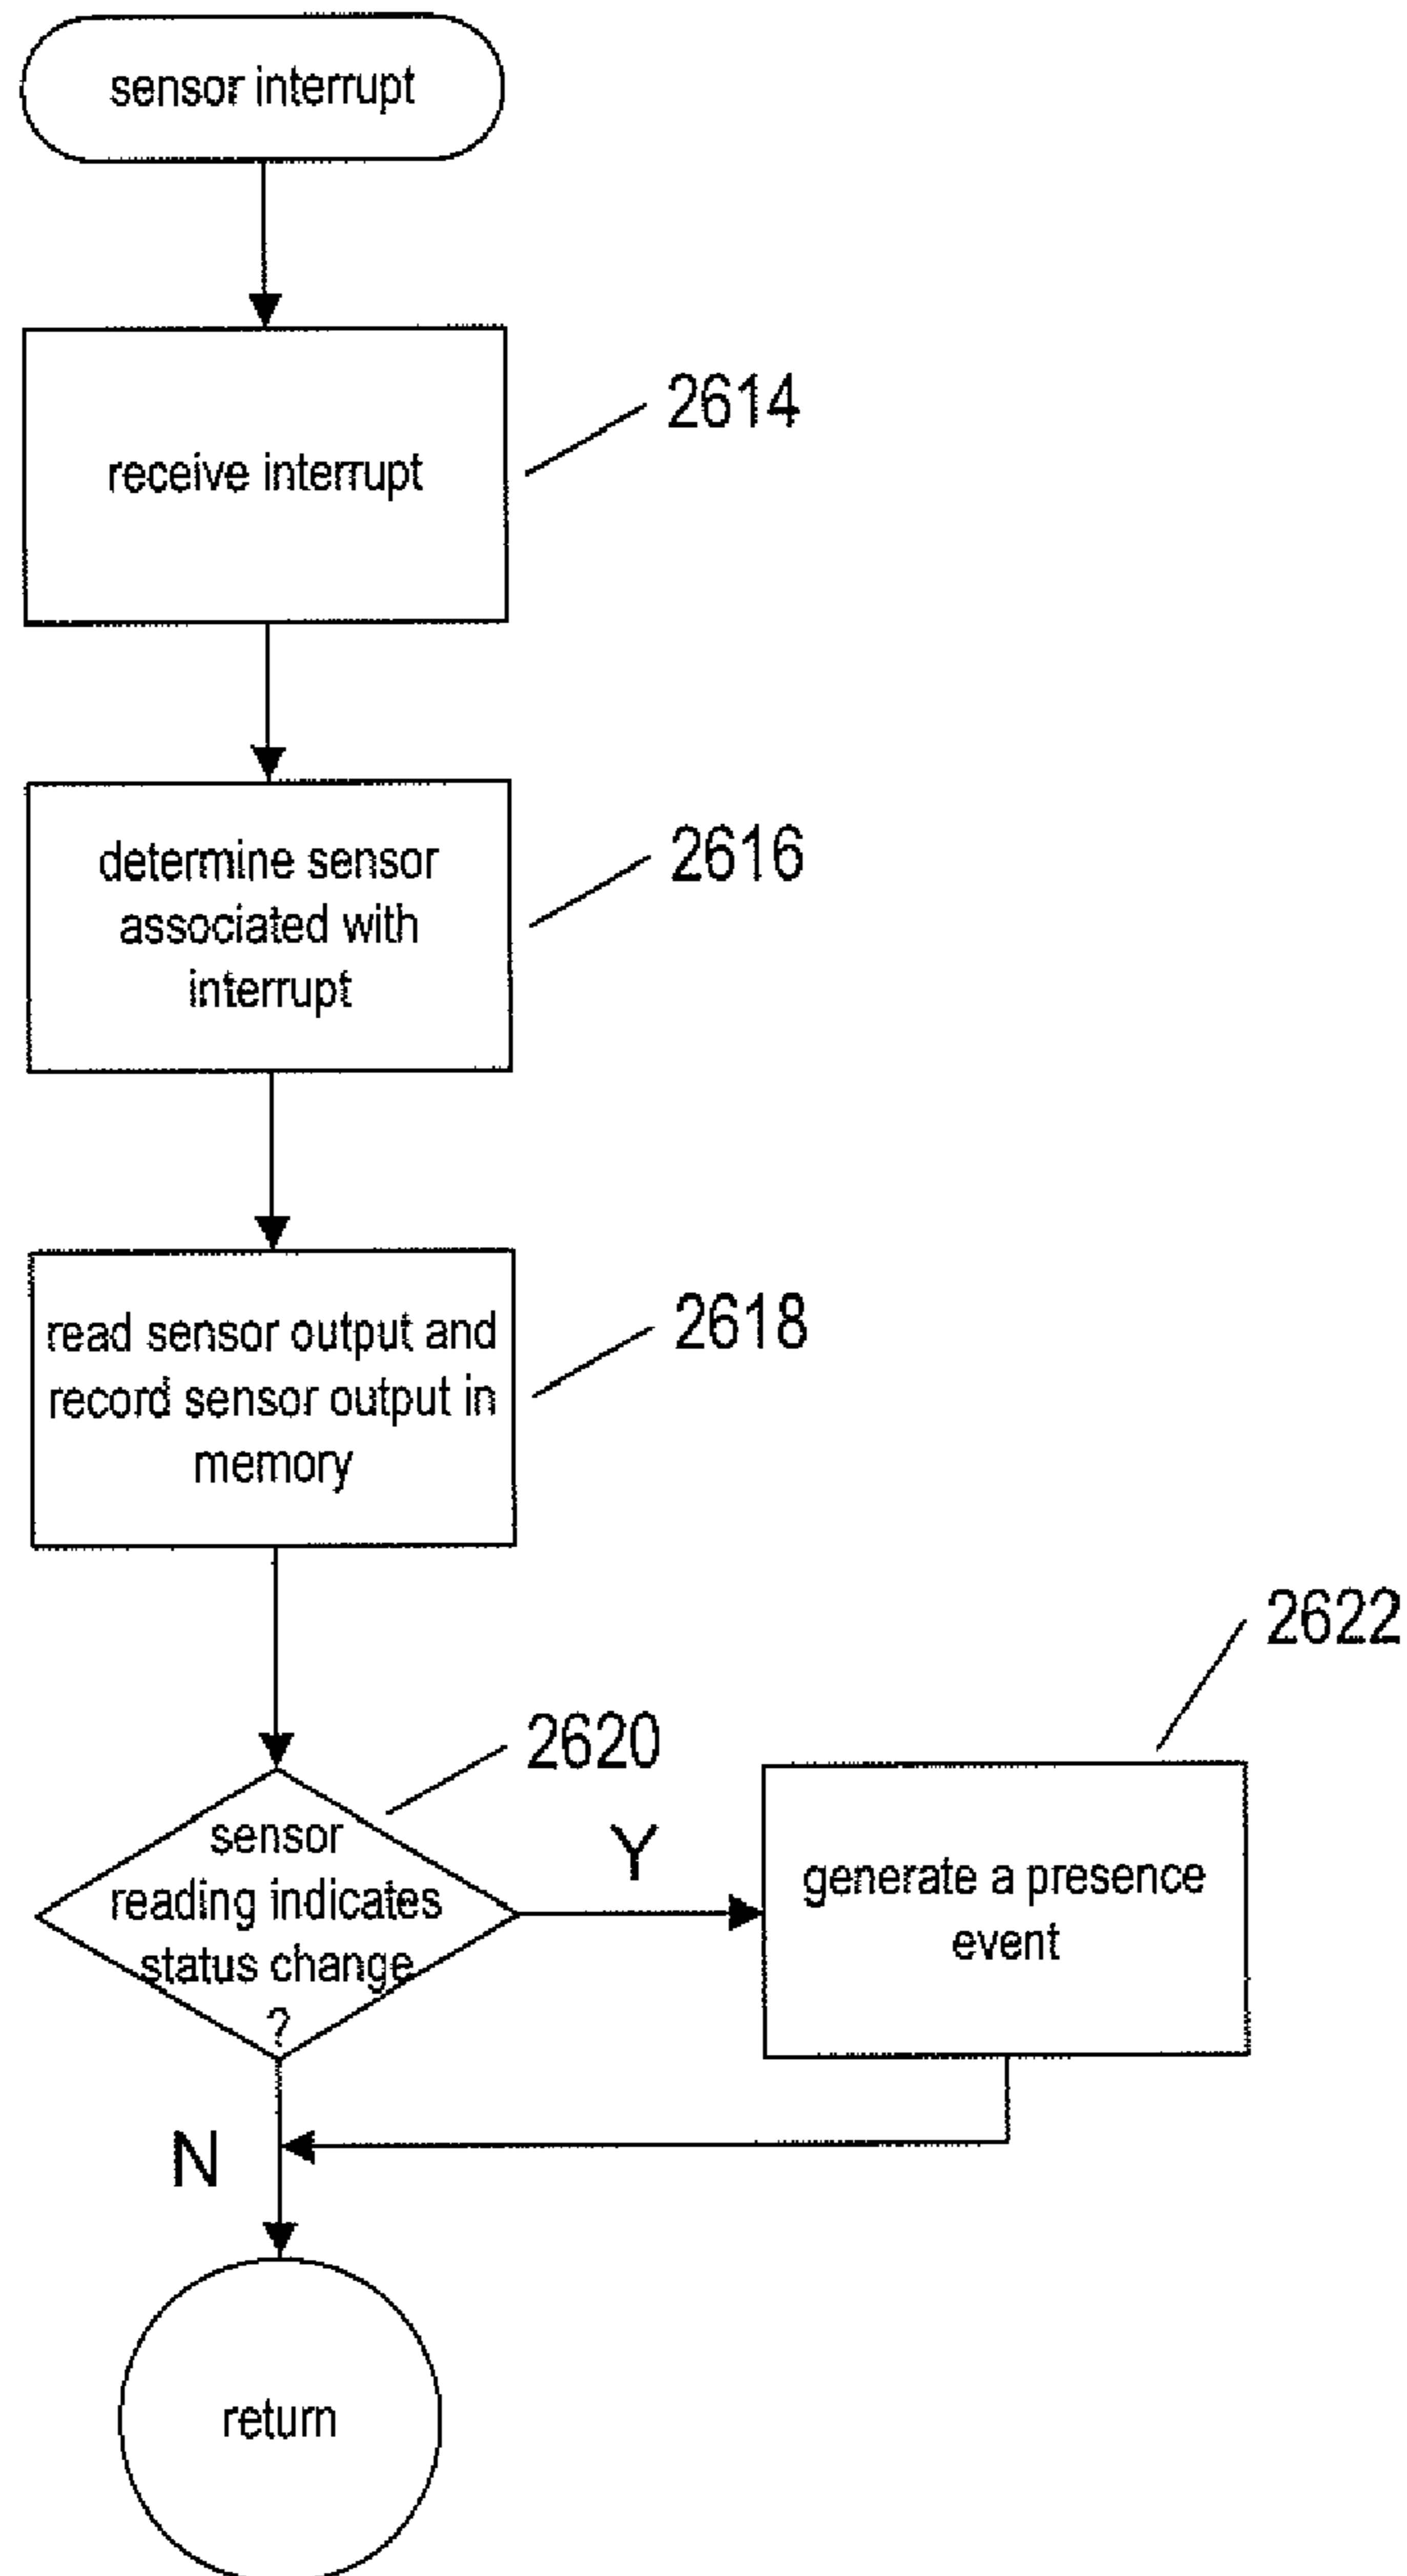 sensor interrupt
receive interrupt
2614
determine sensor
associated with
interrupt
2616
read sensor output and
record sensor output in
memory
2618
sensor
reading indicates
status change
?
2620
Y
generate a presence
event
2622
N
return